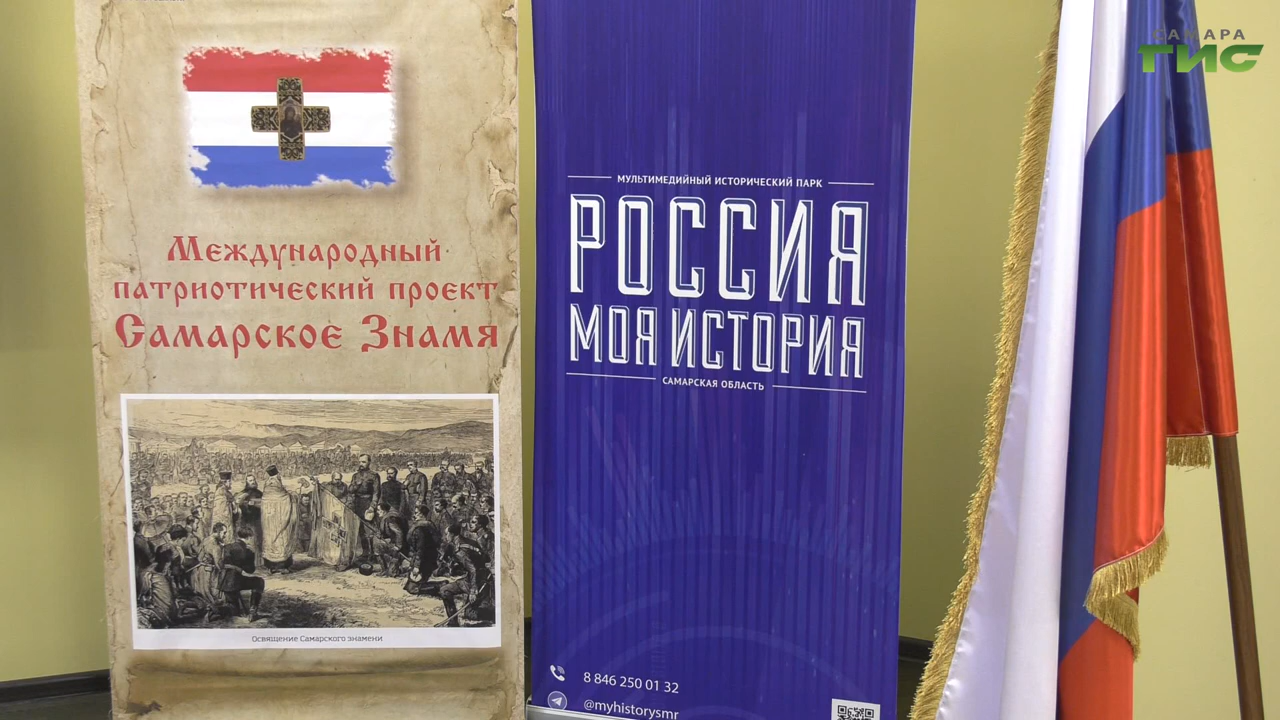 Международный
патриотический проект
Самарское Знамя
Освящение Самарского знамени
МУЛЬТИМЕДИЙНЫЙ ИСТОРИЧЕСКИЙ ПАРК
РОССИЯ
МОЯ ИСТОРИЯ
САМАРСКАЯ ОБЛАСТЬ
8 846 250 01 32
@myhistorysmr
САМАРА
ГИС